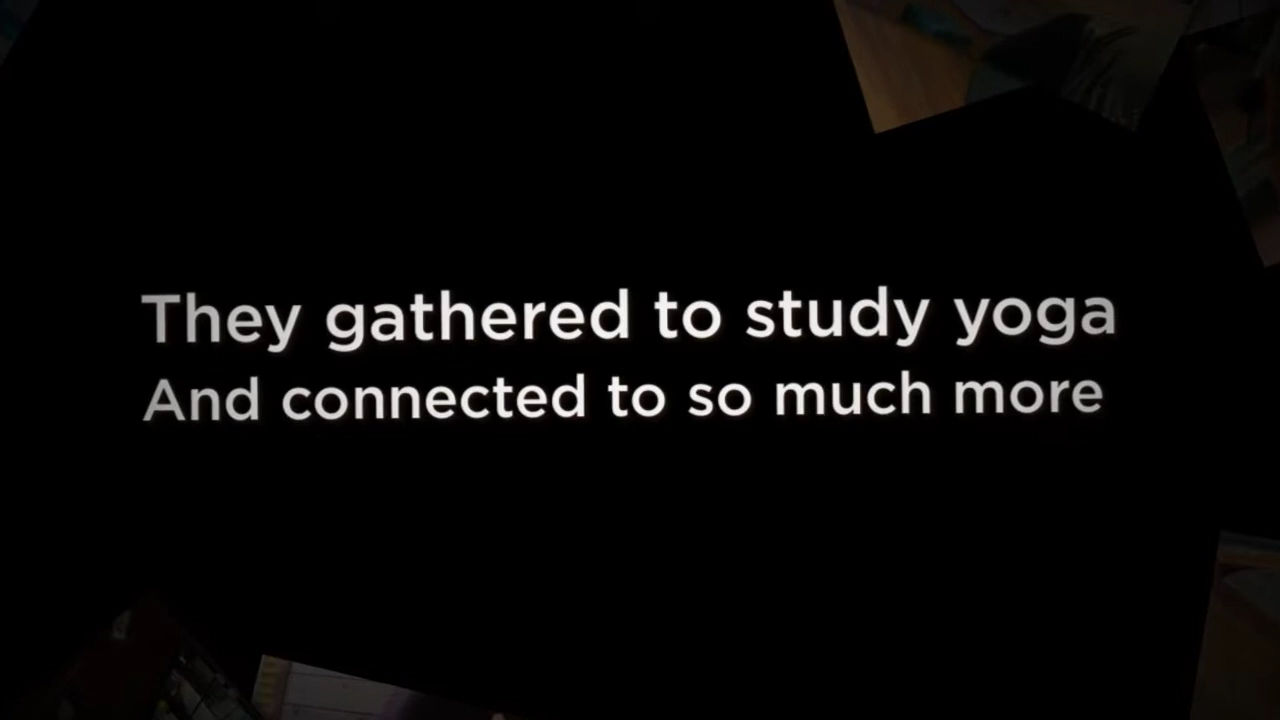 They gathered to study yoga
And connected to so much more